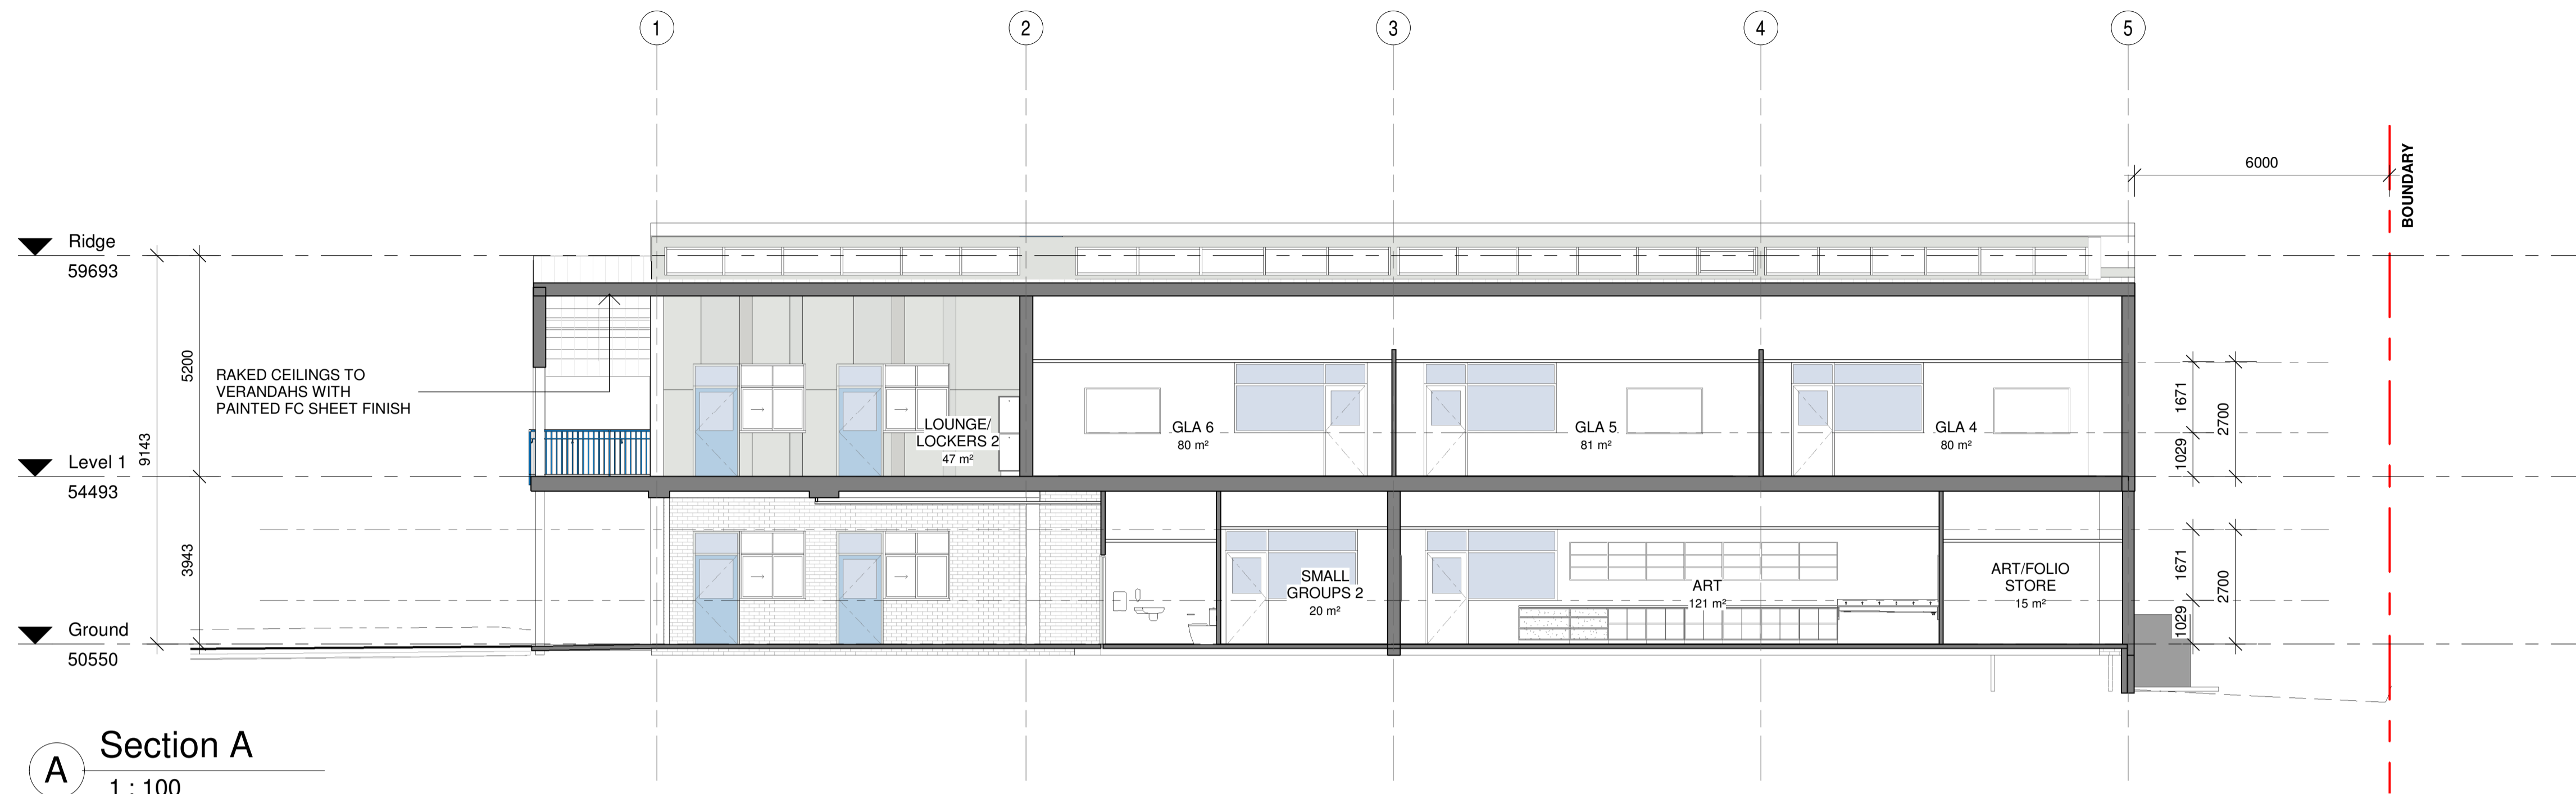 1
2
3
4
5
6000
BOUNDARY
Ridge
59693
5200
RAKED CEILINGS TO
VERANDAHS WITH
PAINTED FC SHEET FINISH
9143
Level 1
54493
LOUNGE/
LOCKERS 2
47 m²
GLA 6
80 m²
GLA 5
81 m²
GLA 4
80 m²
1671
2700
1029
3943
SMALL
GROUPS 2
20 m²
ART
121 m²
ART/FOLIO
STORE
15 m²
1671
2700
1029
Ground
50550
A
Section A
1 : 100